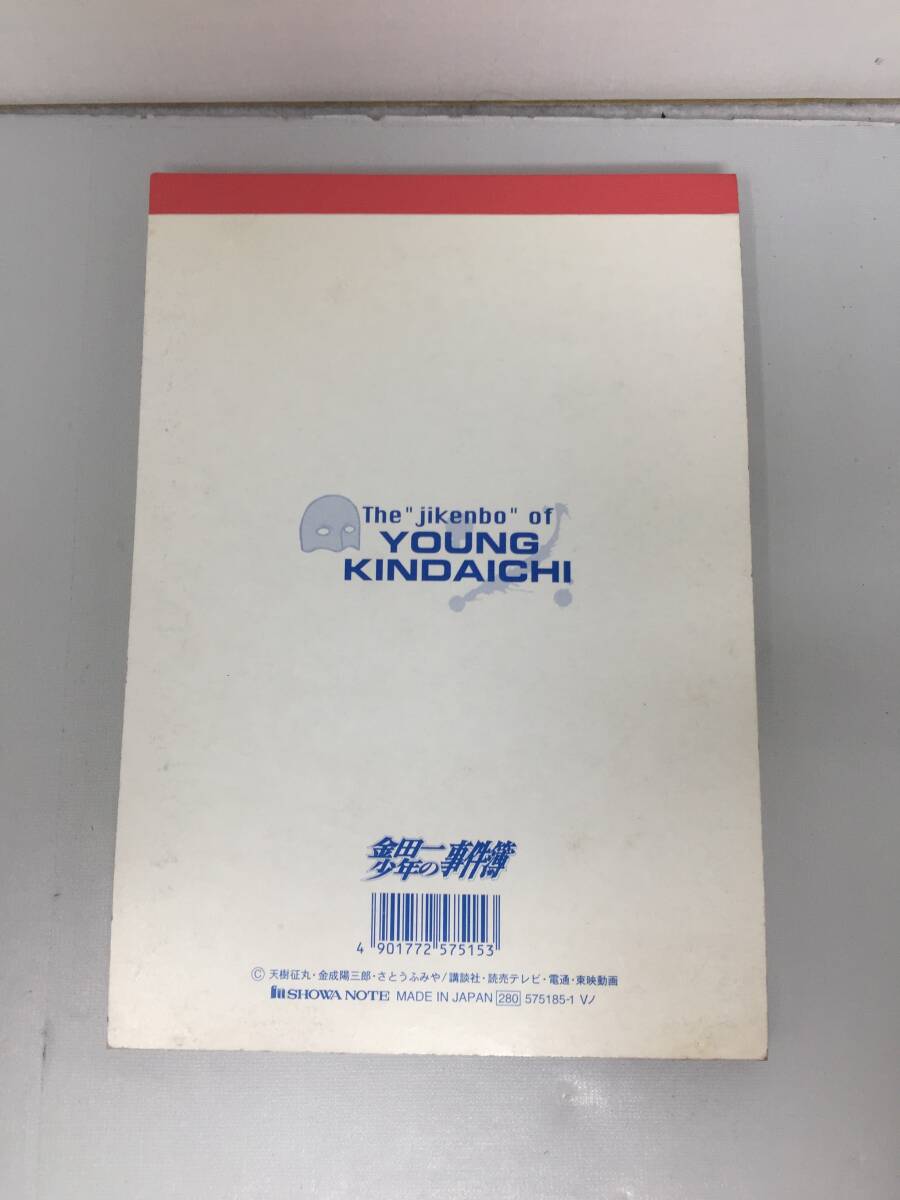 The "jikenbo" of
YOUNG
KINDAICHI
金田一少年の事件簿
4 901772 575153
© 天樹征丸・金成陽三郎・さとうふみや/講談社・読売テレビ・電通・東映動画
SHOWA NOTE MADE IN JAPAN 280 575185-1 Vノ